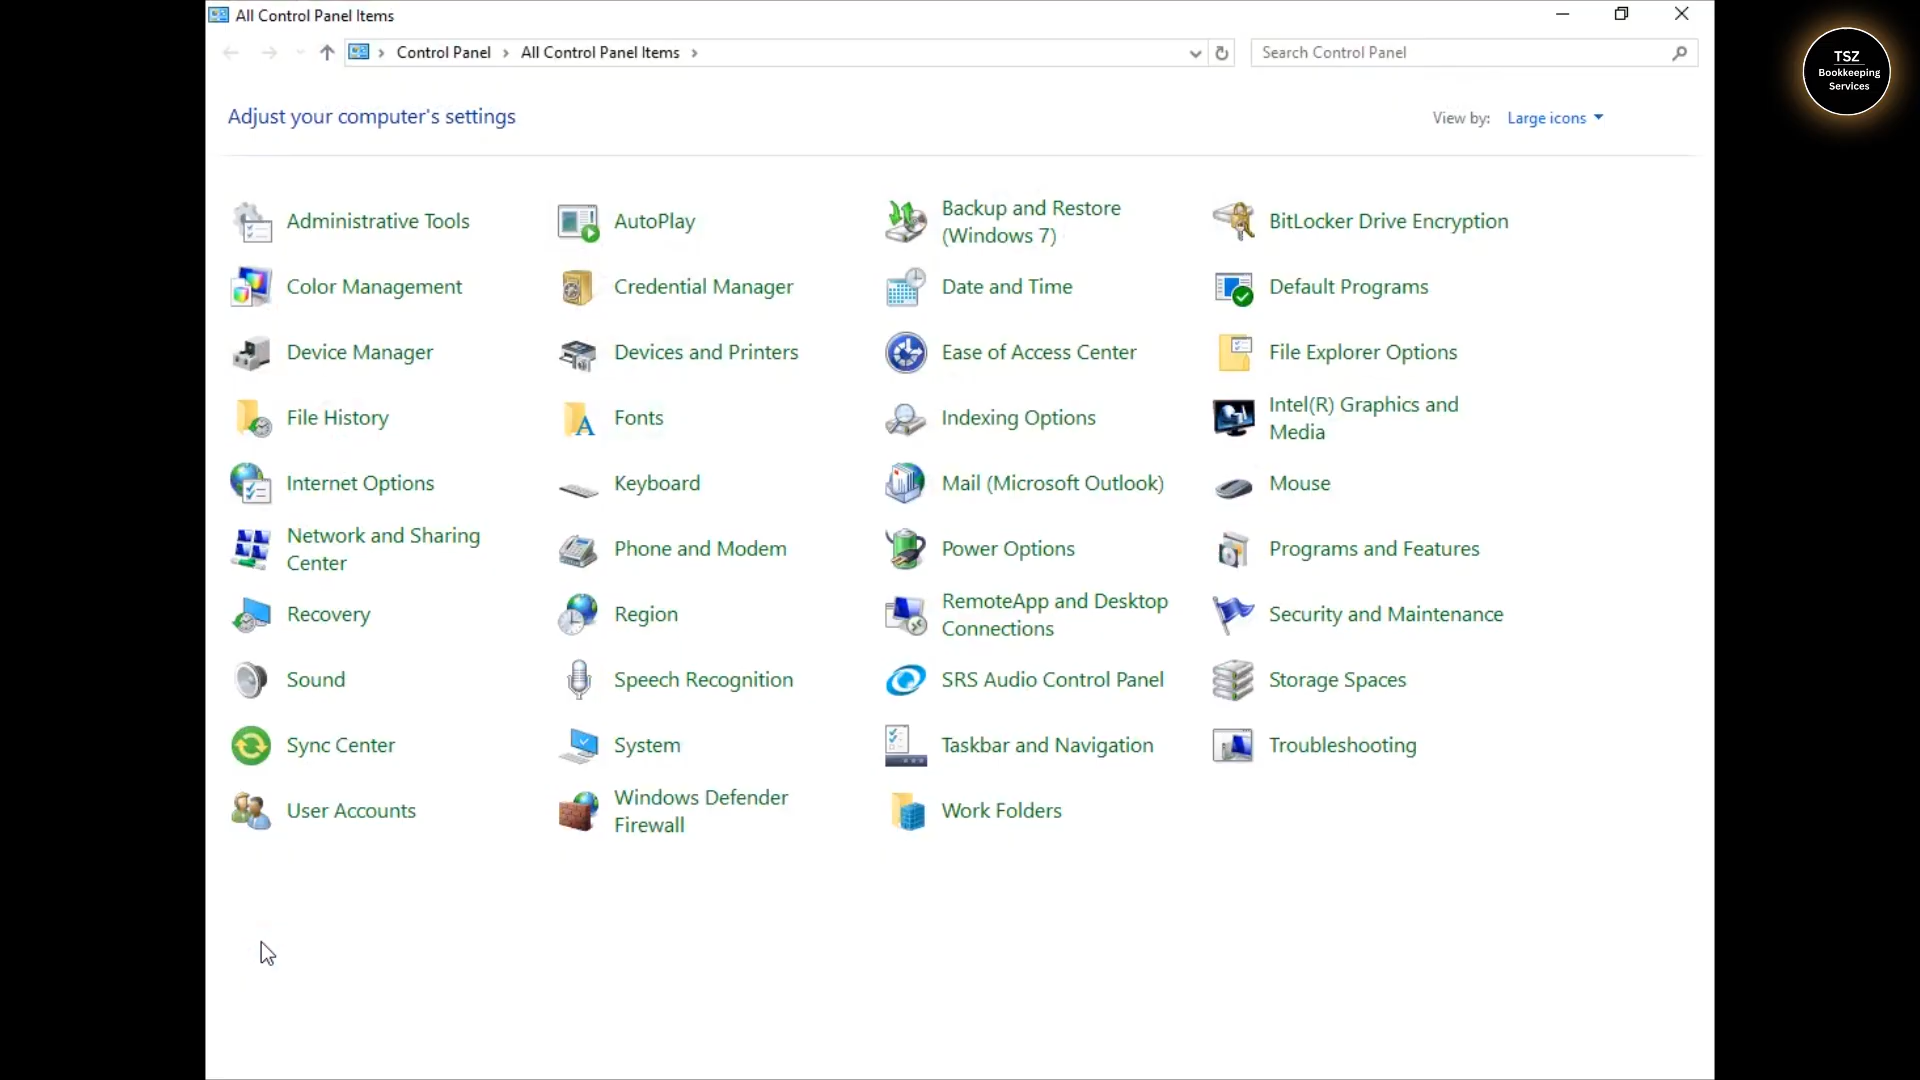 All Control Panel Items
Control Panel > All Control Panel Items >
Search Control Panel
TSZ
Bookkeeping
Services
Adjust your computer's settings
View by: Large icons
Administrative Tools
AutoPlay
Backup and Restore
(Windows 7)
BitLocker Drive Encryption
Color Management
Credential Manager
Date and Time
Default Programs
Device Manager
Devices and Printers
Ease of Access Center
File Explorer Options
File History
Fonts
Indexing Options
Intel(R) Graphics and
Media
Internet Options
Keyboard
Mail (Microsoft Outlook)
Mouse
Network and Sharing
Center
Phone and Modem
Power Options
Programs and Features
Recovery
Region
RemoteApp and Desktop
Connections
Security and Maintenance
Sound
Speech Recognition
SRS Audio Control Panel
Storage Spaces
Sync Center
System
Taskbar and Navigation
Troubleshooting
User Accounts
Windows Defender
Firewall
Work Folders